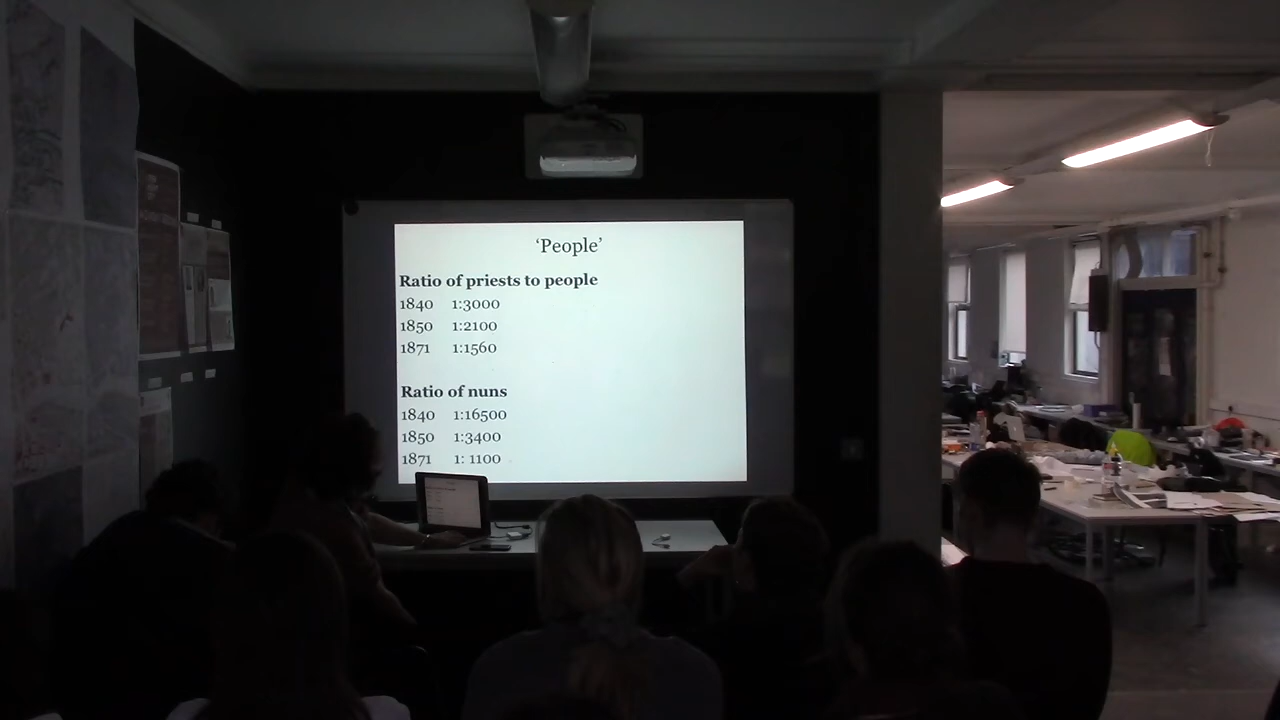 ‘People’
Ratio of priests to people
1840 1:3000
1850 1:2100
1871 1:1560
Ratio of nuns
1840 1:16500
1850 1:3400
1871 1: 1100